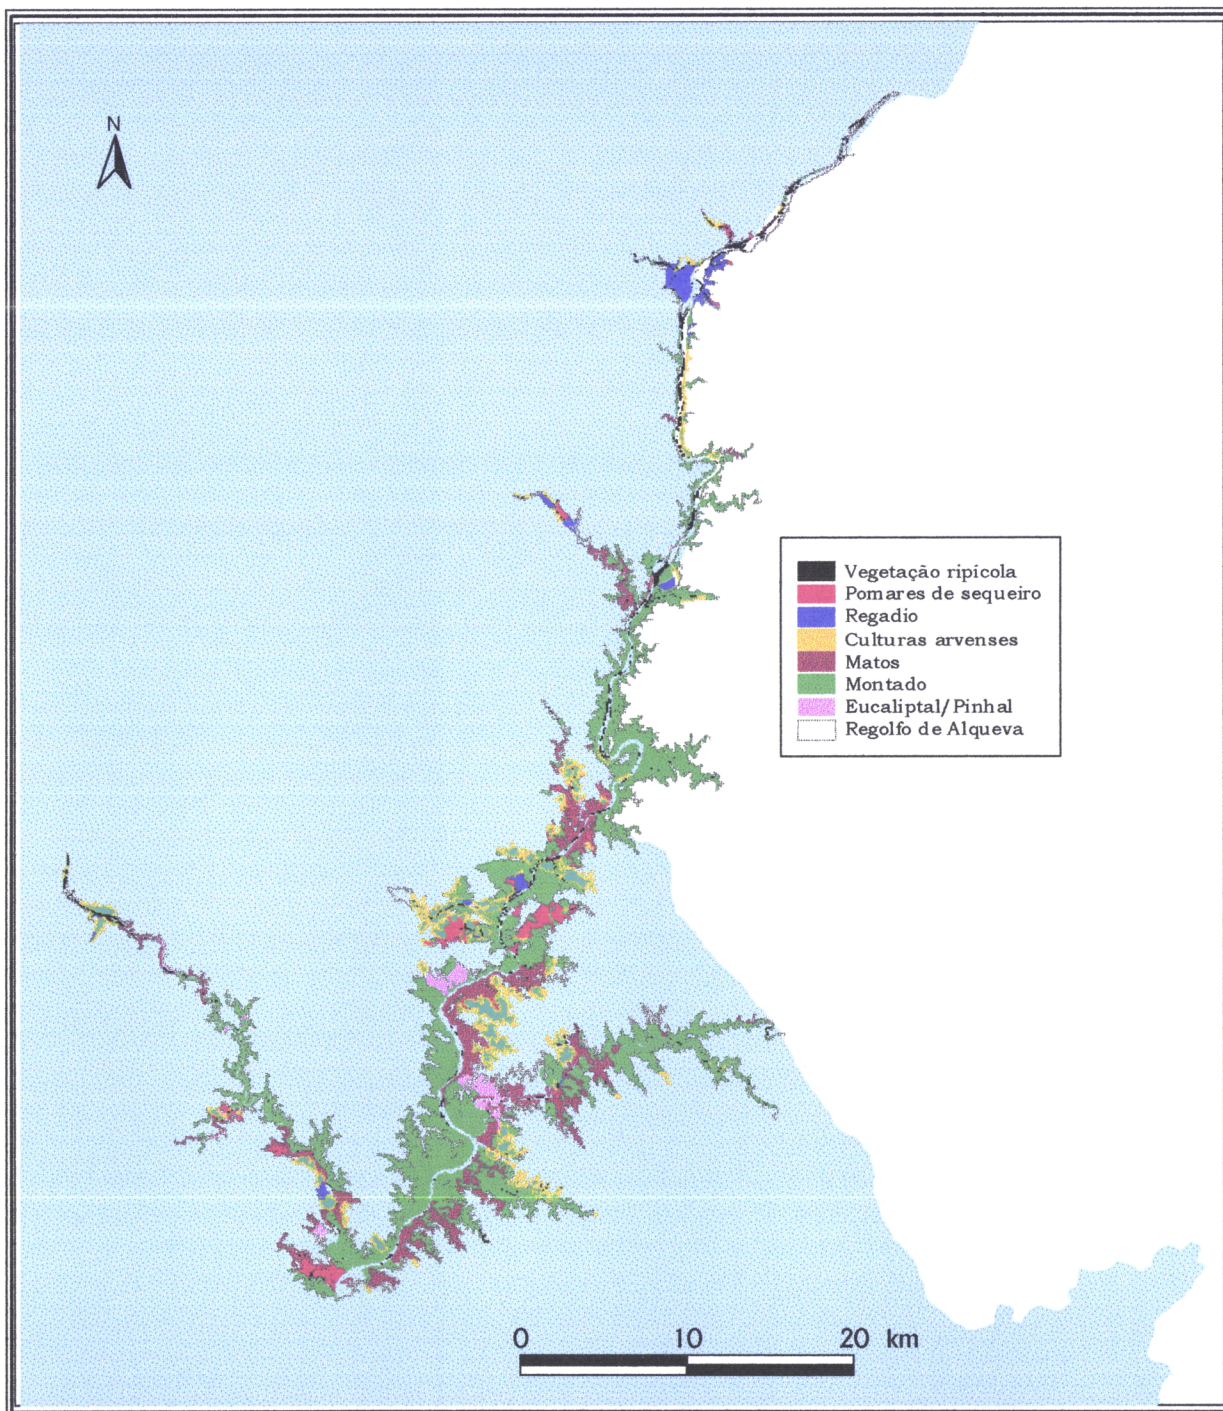 N
Vegetação ripícola
Pomares de sequeiro
Regadio
Culturas arvenses
Matos
Montado
Eucaliptal/Pinhal
Regolfo de Alqueva
0 10 20 km